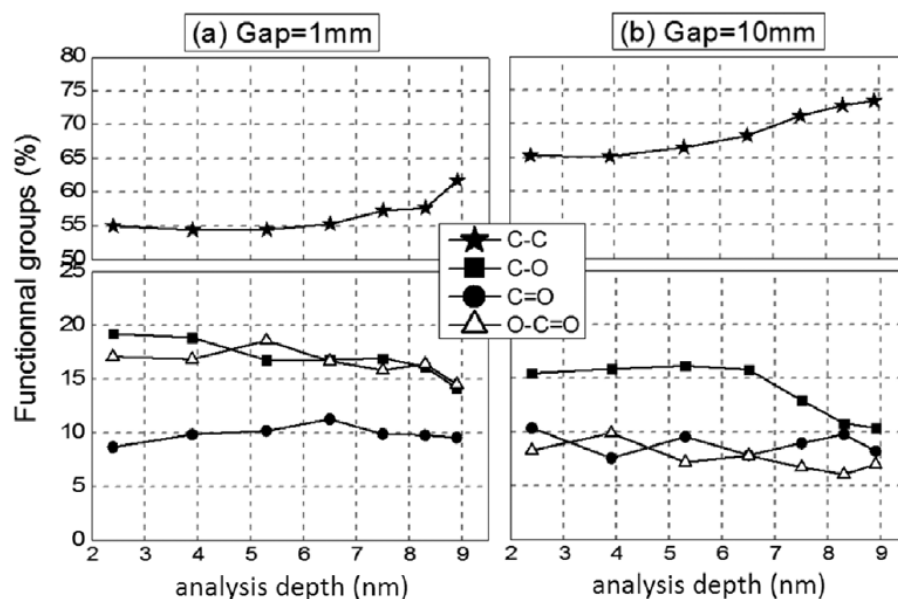 (a) Gap=1mm
(b) Gap=10mm
Functionnal groups (%)
80
75
70
65
60
55
50
25
20
15
10
5
0
C-C
C-O
C=O
O-C=O
2 3 4 5 6 7 8 9
2 3 4 5 6 7 8 9
analysis depth (nm)
analysis depth (nm)